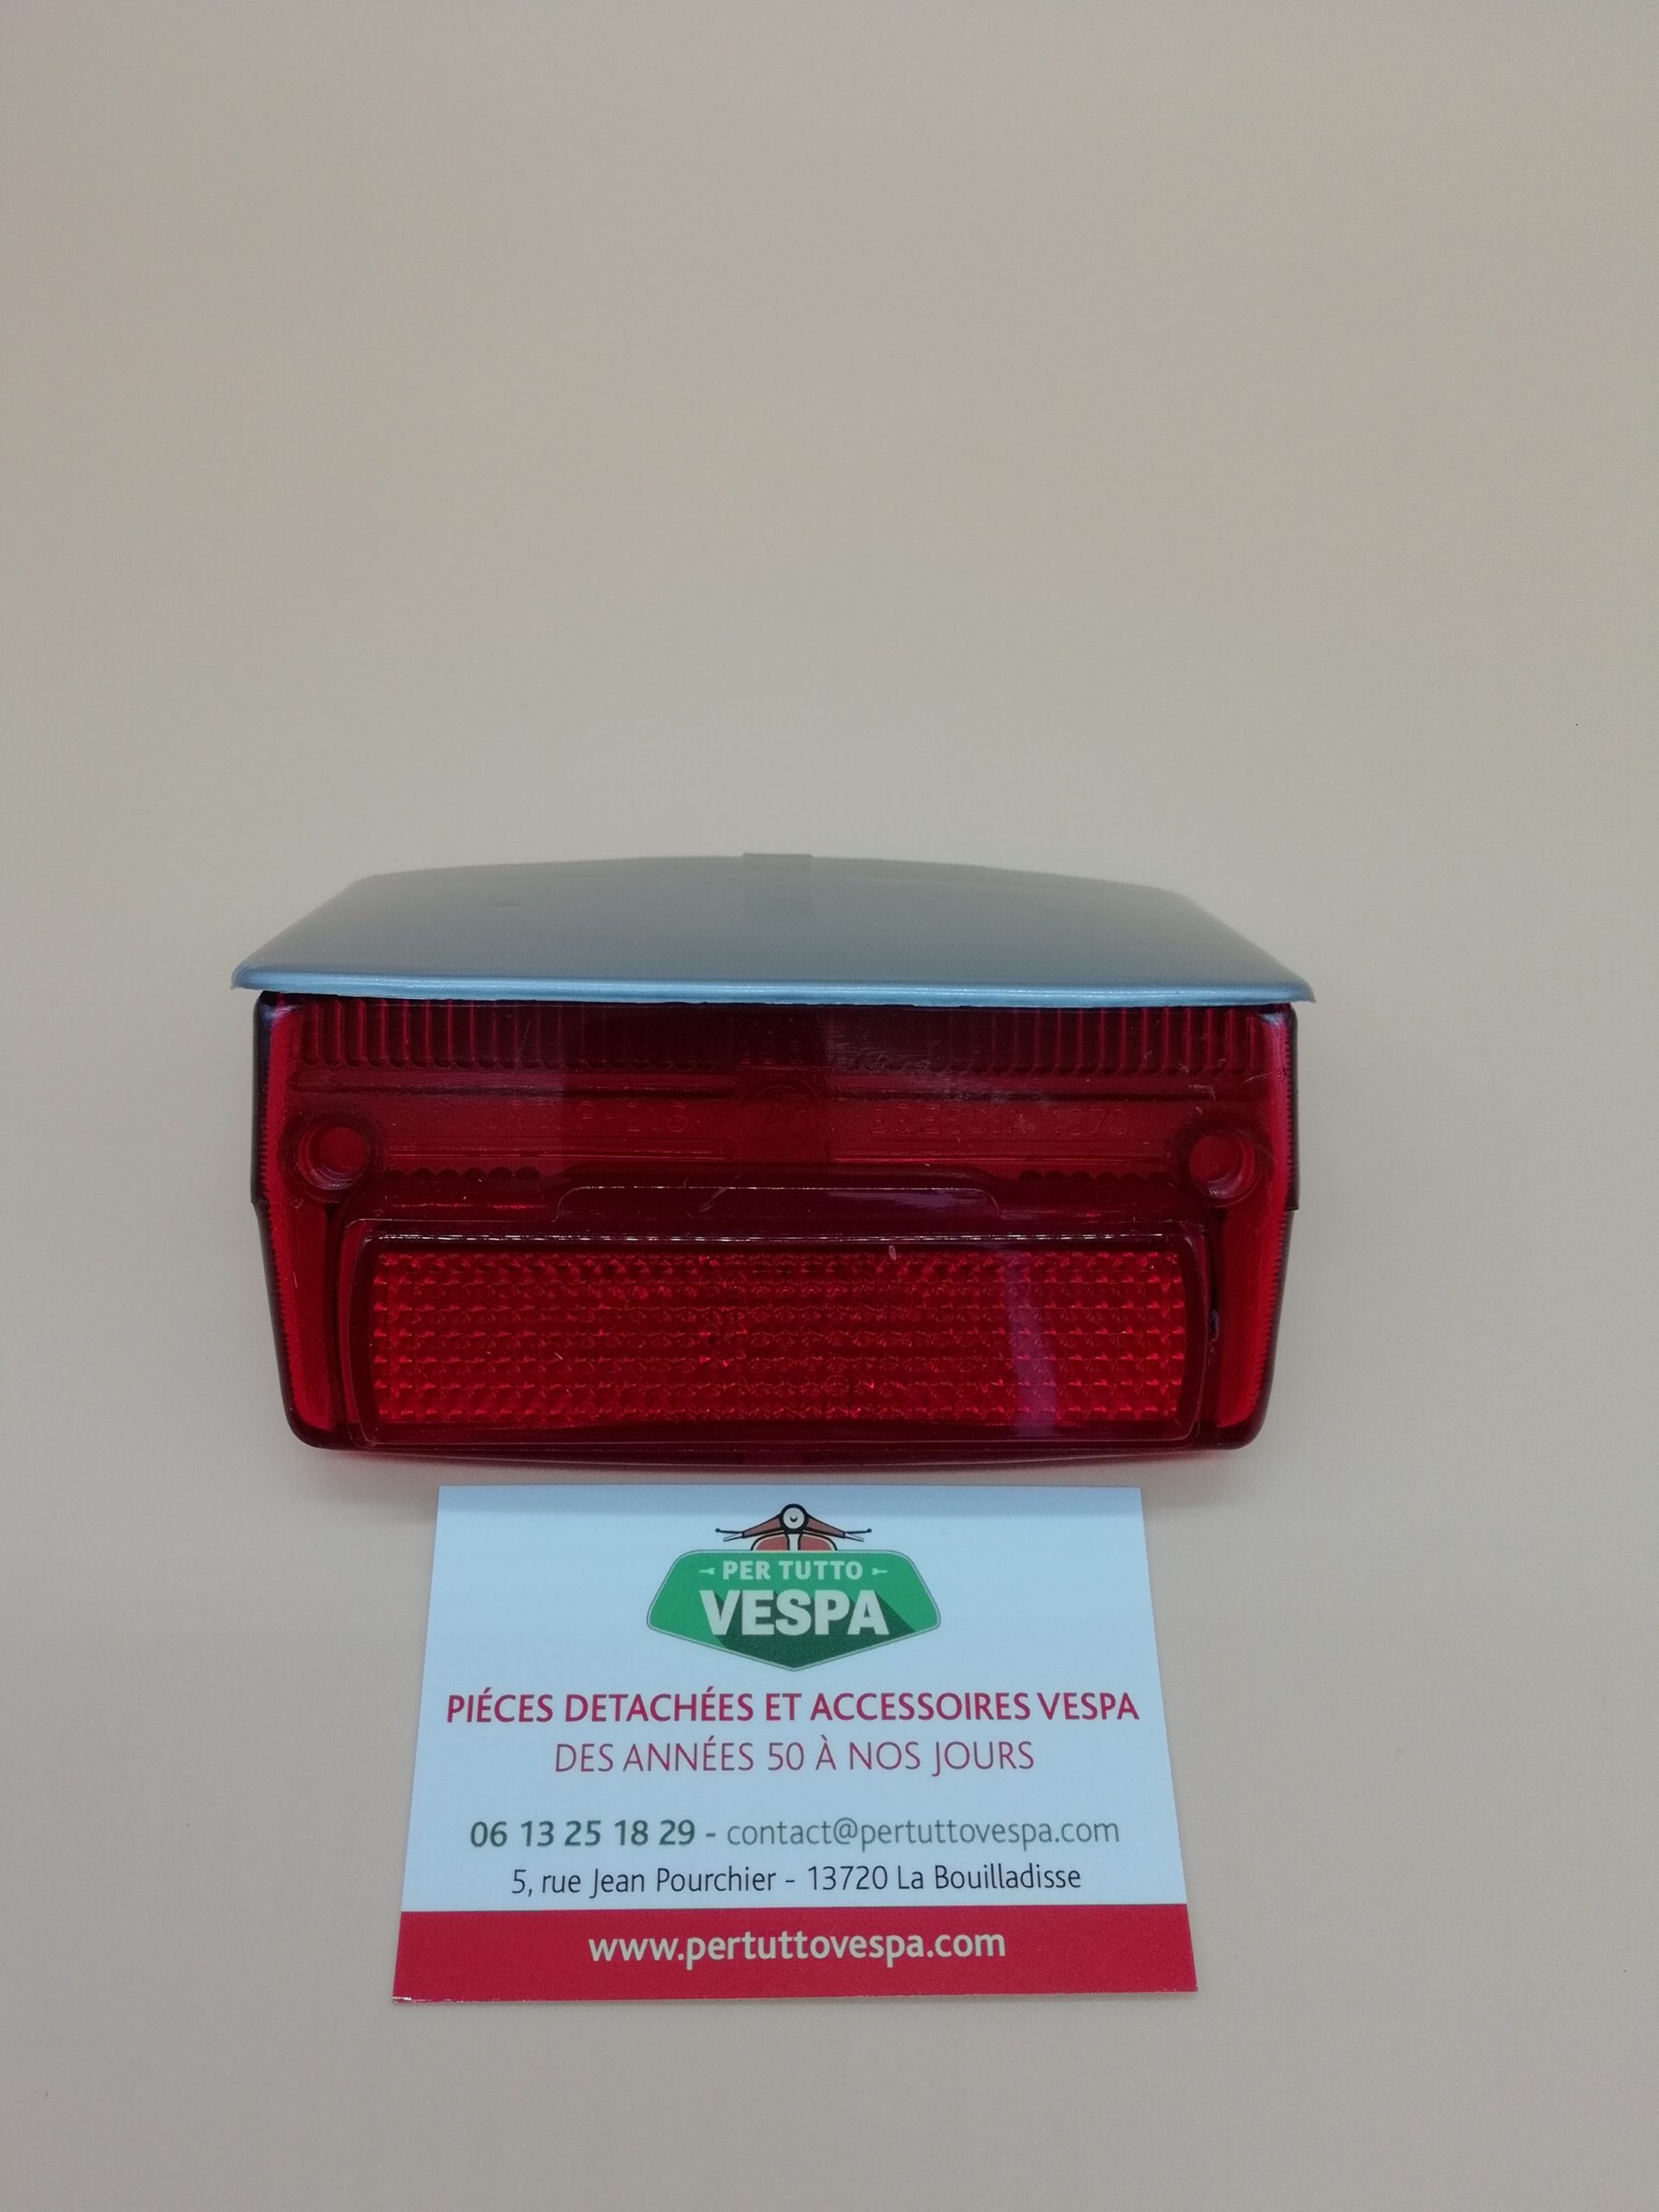 PER TUTTO
VESPA
PIÉCES DETACHÉES ET ACCESSOIRES VESPA
DES ANNÉES 50 À NOS JOURS
06 13 25 18 29 - contact@pertuttovespa.com
5, rue Jean Pourchier - 13720 La Bouilladisse
www.pertuttovespa.com